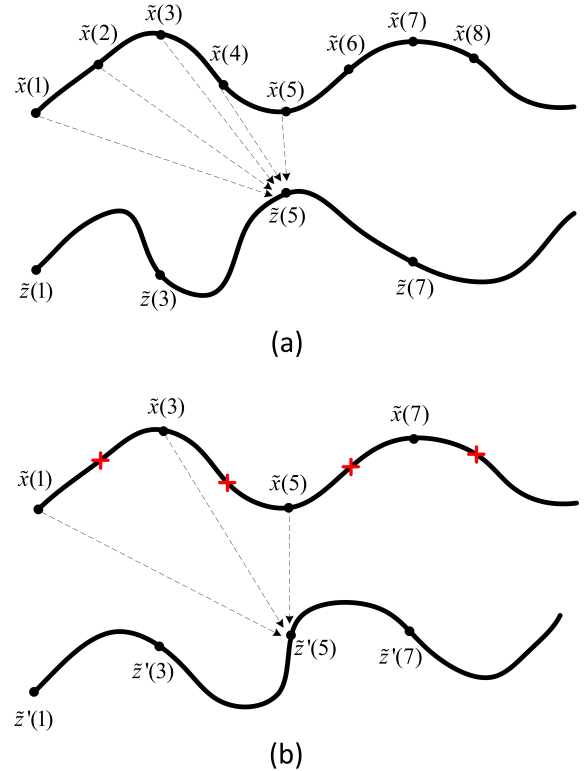 x̃(3)
x̃(7)
x̃(2)
x̃(8)
x̃(4)
x̃(6)
x̃(1)
x̃(5)
z̃(5)
z̃(1)
z̃(3)
z̃(7)
(a)
x̃(3)
x̃(7)
x̃(1)
x̃(5)
z̃'(5)
z̃'(3)
z̃'(7)
z̃'(1)
(b)